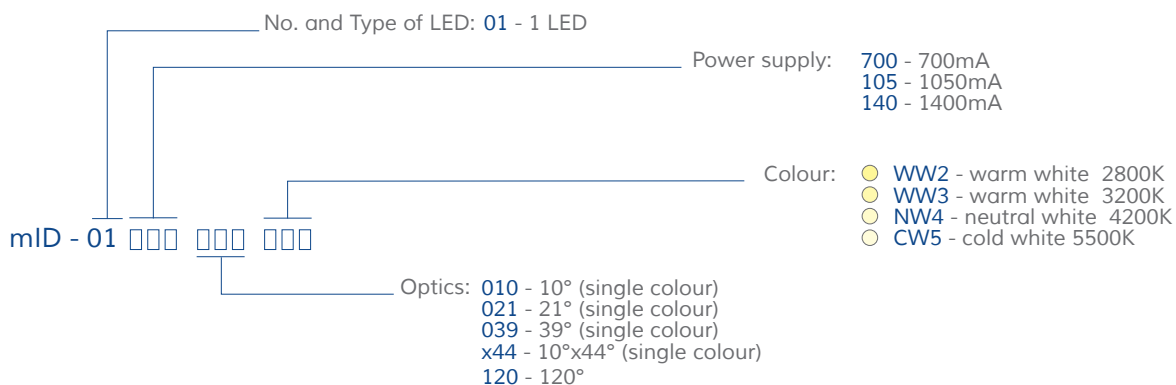 No. and Type of LED: 01 - 1 LED
Power supply: 700 - 700mA
105 - 1050mA
140 - 1400mA
Colour: WW2 - warm white 2800K
WW3 - warm white 3200K
NW4 - neutral white 4200K
CW5 - cold white 5500K
mID - 01 □□□ □□□ □□□
Optics: 010 - 10° (single colour)
021 - 21° (single colour)
039 - 39° (single colour)
x44 - 10°x44° (single colour)
120 - 120°